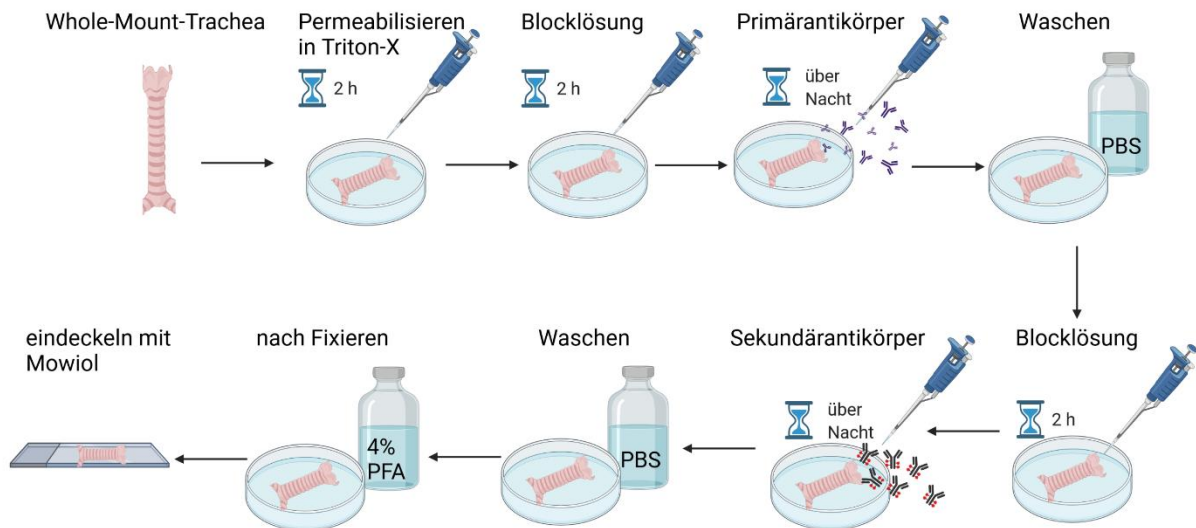 Whole-Mount-Trachea
Permeabilisieren
in Triton-X
2 h
Blocklösung
2 h
Primärantikörper
über
Nacht
Waschen
PBS
Blocklösung
2 h
Sekundärantikörper
über
Nacht
Waschen
PBS
nach Fixieren
4%
PFA
eindeckeln mit
Mowiol